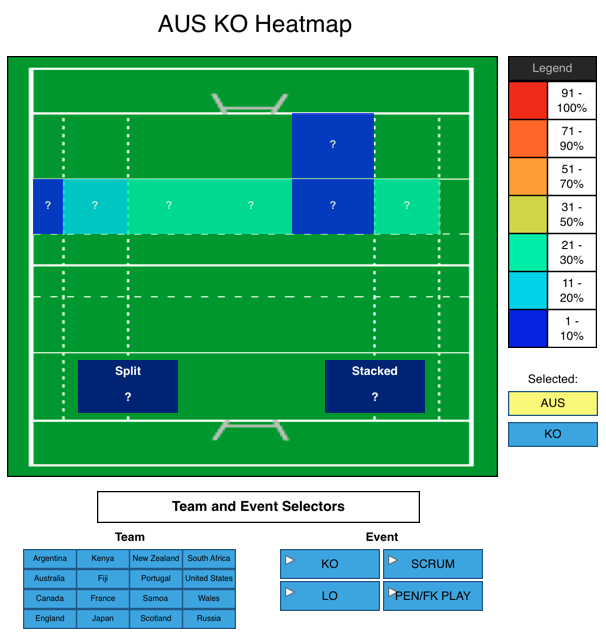 AUS KO Heatmap
Legend
91 -
100%
71 -
90%
51 -
70%
31 -
50%
21 -
30%
11 -
20%
1 -
10%
?
? ? ? ? ? ?
Split
?
Stacked
?
Selected:
AUS
KO
Team and Event Selectors
Team
Argentina Kenya New Zealand South Africa
Australia Fiji Portugal United States
Canada France Samoa Wales
England Japan Scotland Russia
Event
KO SCRUM
LO PEN/FK PLAY